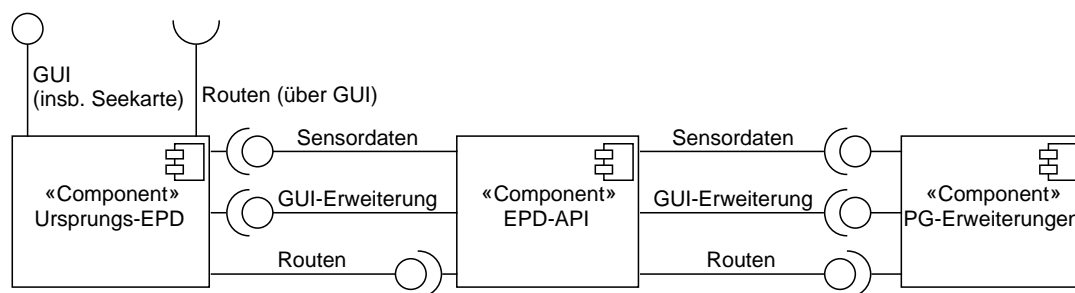 GUI
(insb. Seekarte)
Routen (über GUI)
Sensordaten
Sensordaten
«Component»
Ursprungs-EPD
GUI-Erweiterung
«Component»
EPD-API
GUI-Erweiterung
«Component»
PG-Erweiterungen
Routen
Routen